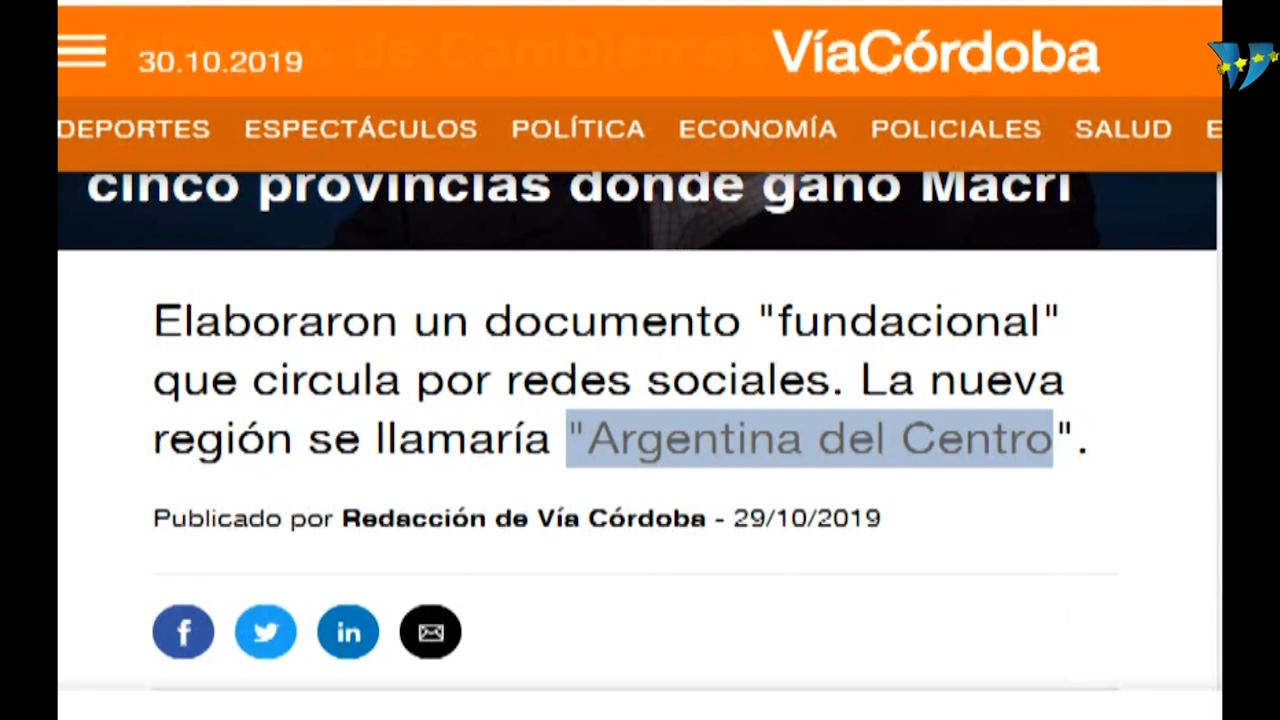 30.10.2019
VíaCórdoba
DEPORTES ESPECTÁCULOS POLÍTICA ECONOMÍA POLICIALES SALUD E
cinco provincias donde ganó Macri
Elaboraron un documento "fundacional"
que circula por redes sociales. La nueva
región se llamaría "Argentina del Centro".
Publicado por Redacción de Vía Córdoba - 29/10/2019